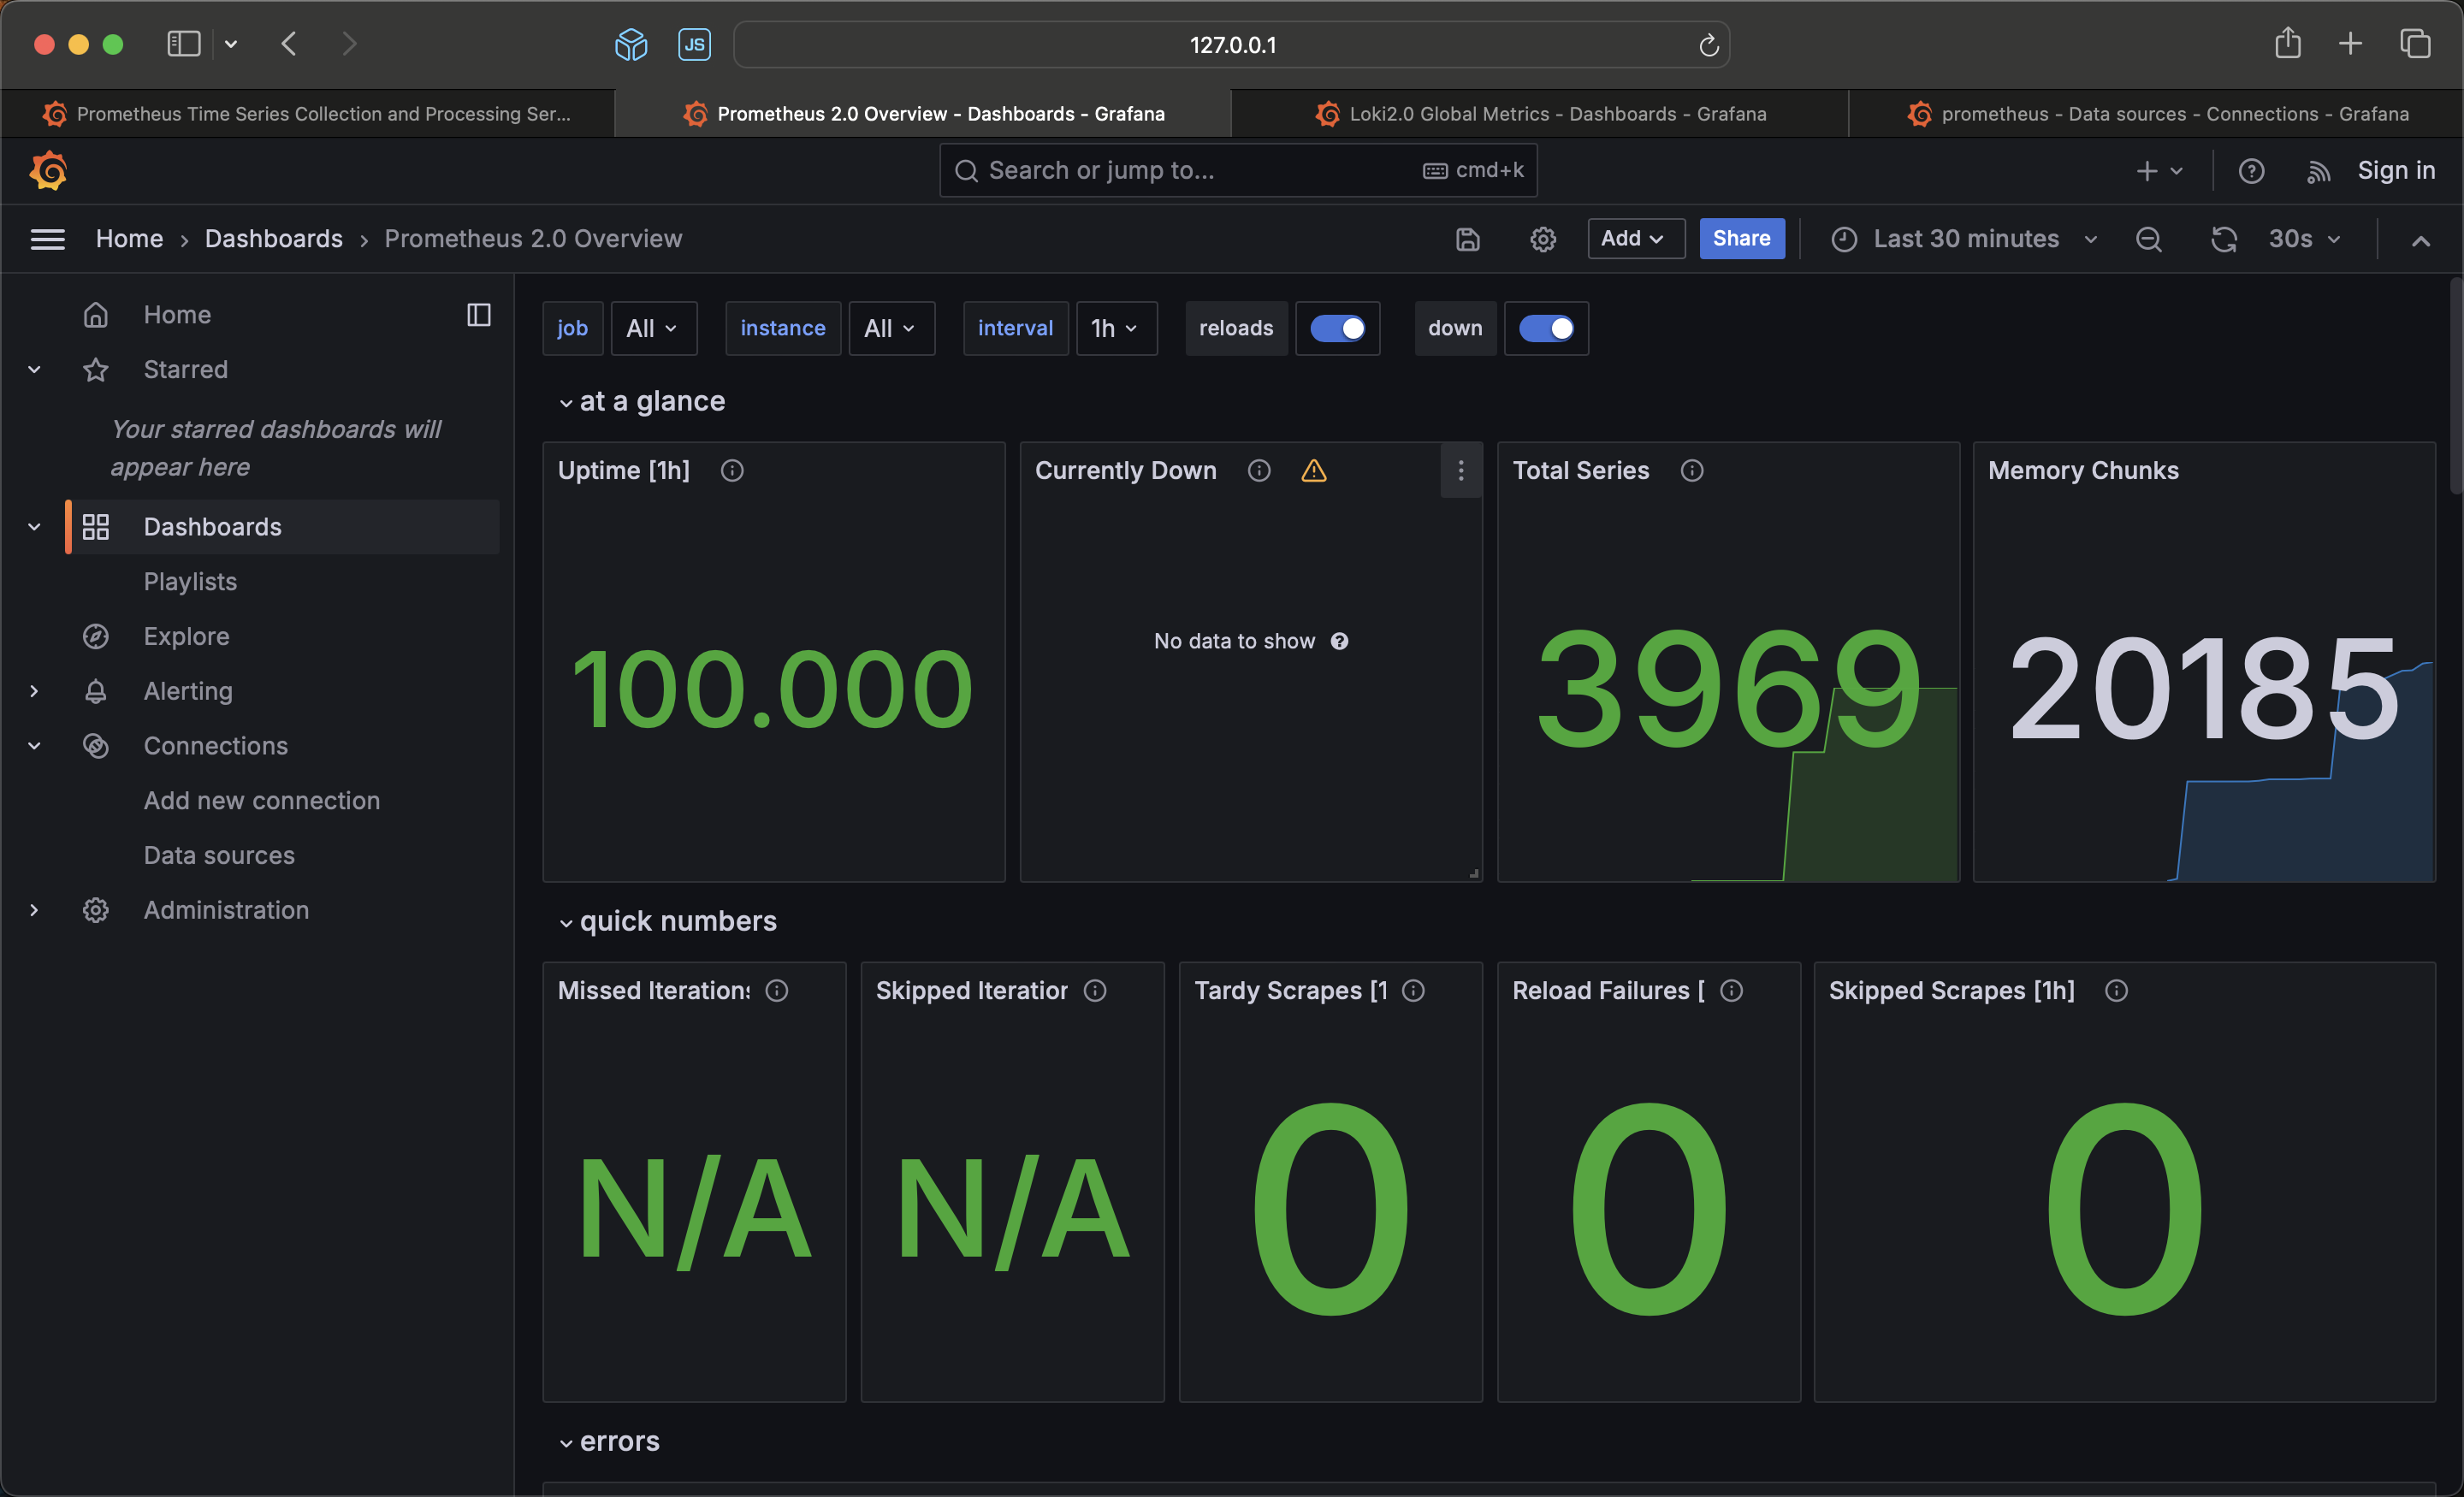 JS
127.0.0.1
Prometheus Time Series Collection and Processing Ser...
Prometheus 2.0 Overview - Dashboards - Grafana
Loki2.0 Global Metrics - Dashboards - Grafana
prometheus - Data sources - Connections - Grafana
Search or jump to...
cmd+k
Sign in
Home › Dashboards › Prometheus 2.0 Overview
Add
Share
Last 30 minutes
30s
Home
Starred
Your starred dashboards will
appear here
Dashboards
Playlists
Explore
Alerting
Connections
Add new connection
Data sources
Administration
job All
instance All
interval 1h
reloads
down
at a glance
Uptime [1h]
100.000
Currently Down
No data to show
Total Series
3969
Memory Chunks
20185
quick numbers
Missed Iterations
N/A
Skipped Iteration
N/A
Tardy Scrapes [1
0
Reload Failures [
0
Skipped Scrapes [1h]
0
errors